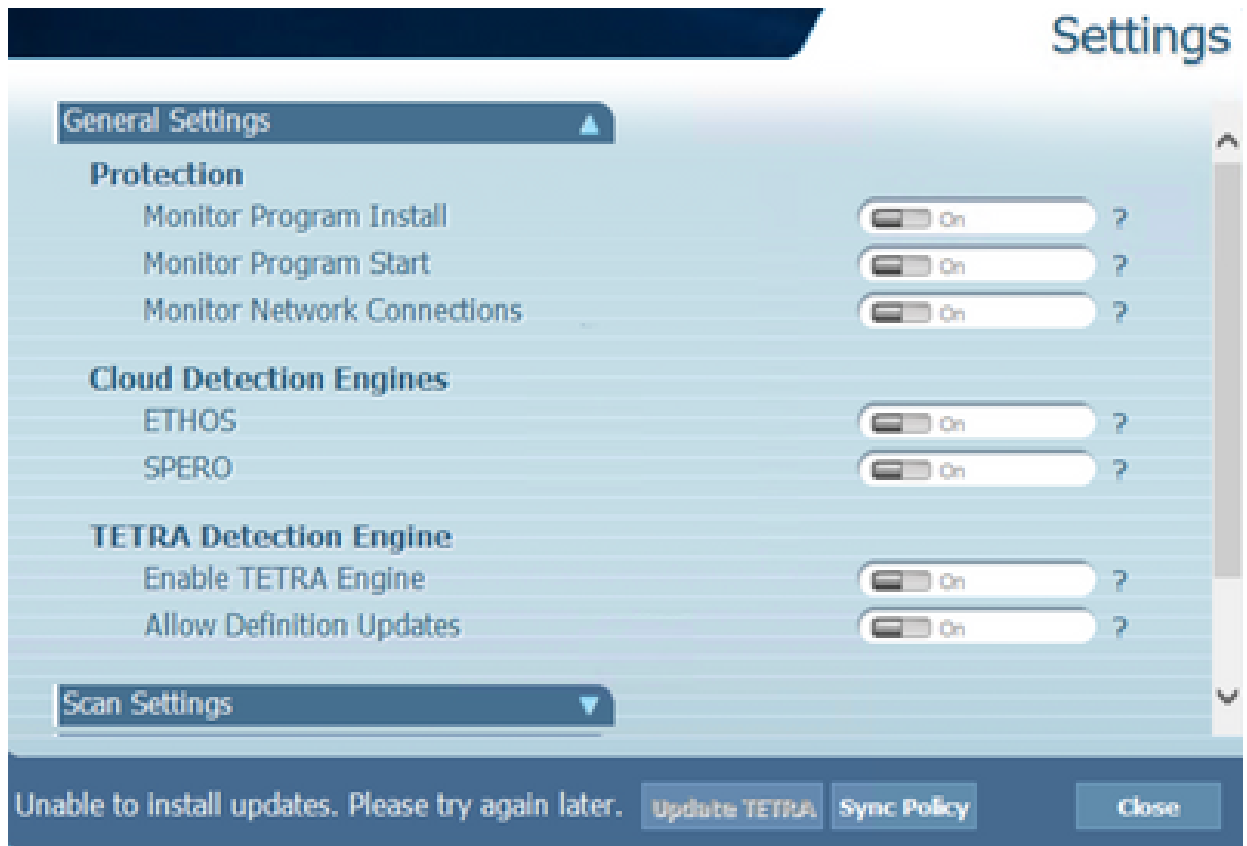 Settings
General Settings
Protection
Monitor Program Install On ?
Monitor Program Start On ?
Monitor Network Connections On ?
Cloud Detection Engines
ETHOS On ?
SPERO On ?
TETRA Detection Engine
Enable TETRA Engine On ?
Allow Definition Updates On ?
Scan Settings
Unable to install updates. Please try again later. Update TETRA Sync Policy Close